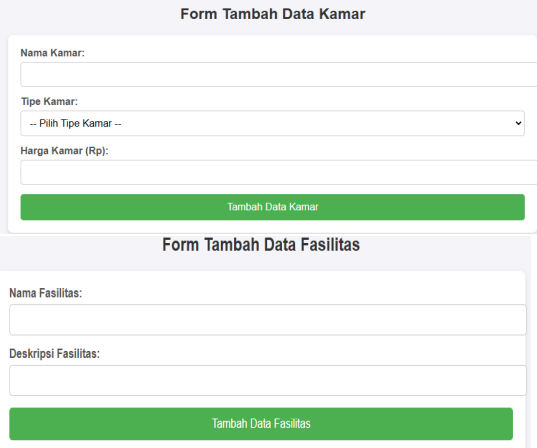 Form Tambah Data Kamar
Nama Kamar:
Tipe Kamar:
-- Pilih Tipe Kamar --
Harga Kamar (Rp):
Tambah Data Kamar
Form Tambah Data Fasilitas
Nama Fasilitas:
Deskripsi Fasilitas:
Tambah Data Fasilitas